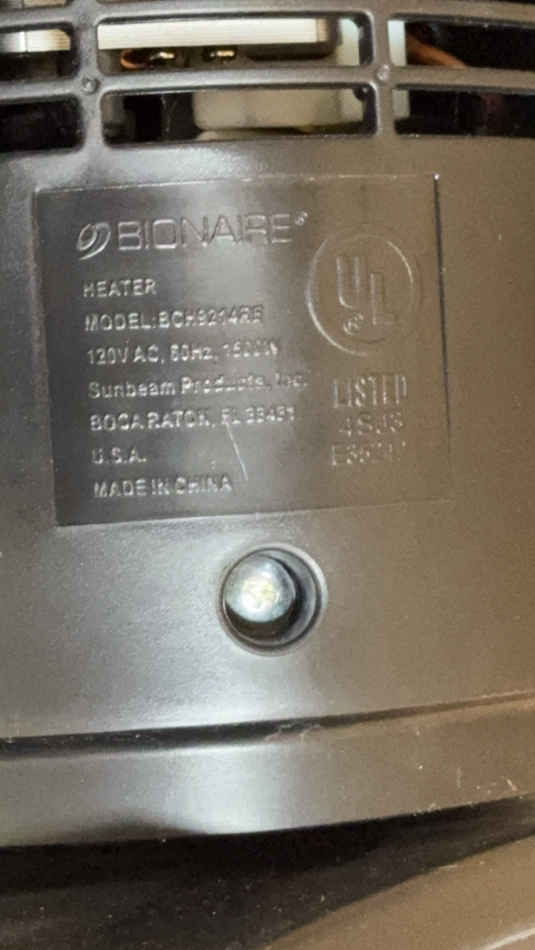 BIONAIRE®
HEATER
MODEL: BCH9214RE
120V AC, 60Hz, 1500W
Sunbeam Products, Inc.
BOCA RATON, FL 33431
U.S.A.
MADE IN CHINA
UL®
LISTED